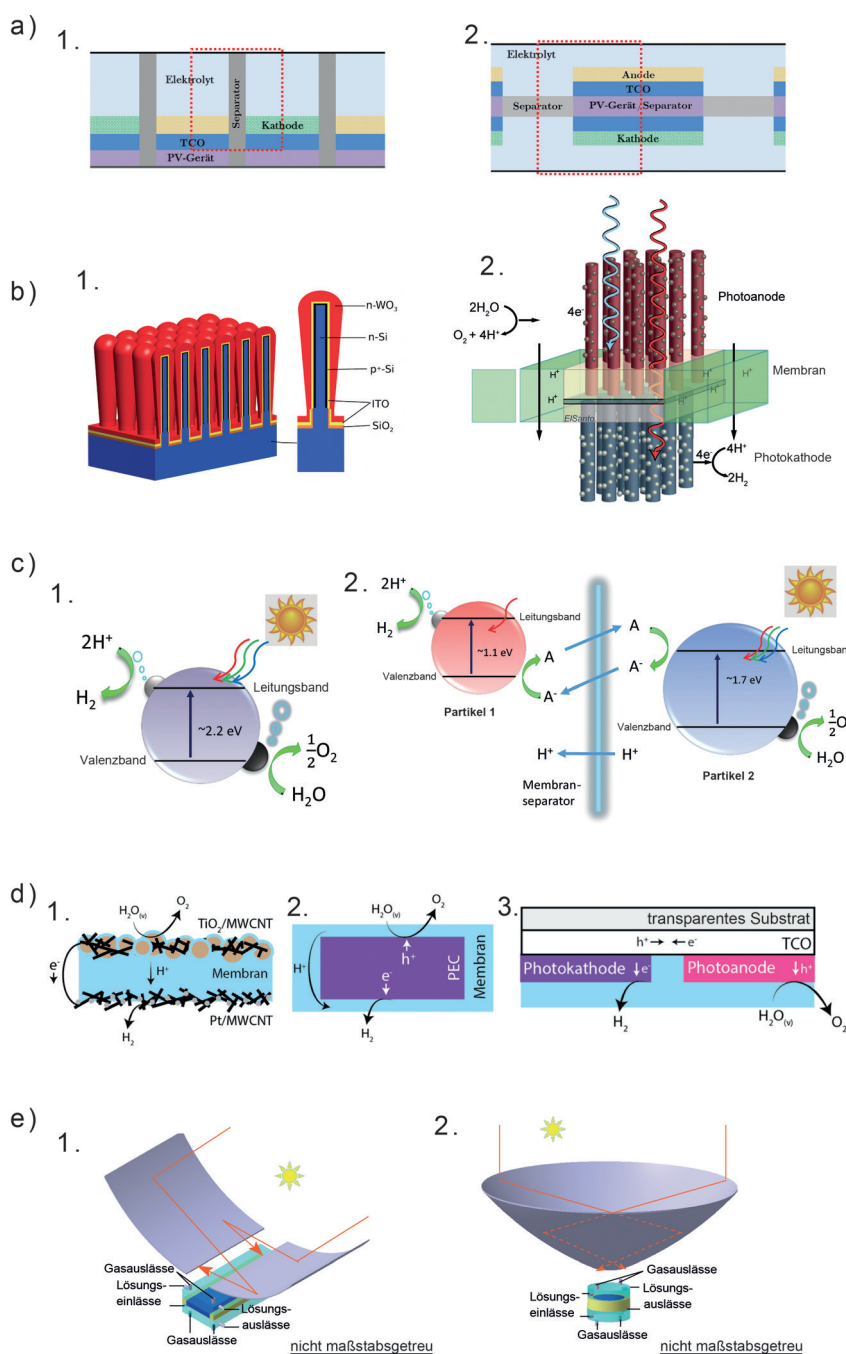 a)
1.
Elektrolyt
Separator
Kathode
TCO
PV-Gerät
2.
Elektrolyt
Anode
TCO
Separator
PV-Gerät/Separator
Kathode
b)
1.
n-WO3
n-Si
p+-Si
ITO
SiO2
2.
2H2O
O2 + 4H+
4e-
Photoanode
Membran
H+
H+
H+
H+
H+
H+
ElSanto
4e-
4H+
2H2
Photokathode
c)
1.
2H+
H2
Leitungsband
~2.2 eV
Valenzband
1/2O2
H2O
2.
2H+
H2
Leitungsband
~1.1 eV
Valenzband
Partikel 1
A
A-
A
A-
H+
H+
Membran-
separator
Leitungsband
~1.7 eV
Valenzband
Partikel 2
1/2O
H2O
d)
1.
H2O(v)
O2
TiO2/MWCNT
e-
H+
Membran
Pt/MWCNT
H2
2.
H2O(v)
O2
H+
h+
e-
PEC
Membran
H2
3.
transparentes Substrat
h+ e-
TCO
Photokathode
e-
Photoanode
h+
H2
H2O(v)
O2
e)
1.
Gasauslässe
Lösungs-
einlässe
Lösungs-
auslässe
Gasauslässe
nicht maßstabsgetreu
2.
Gasauslässe
Lösungs-
einlässe
Lösungs-
auslässe
Gasauslässe
nicht maßstabsgetreu